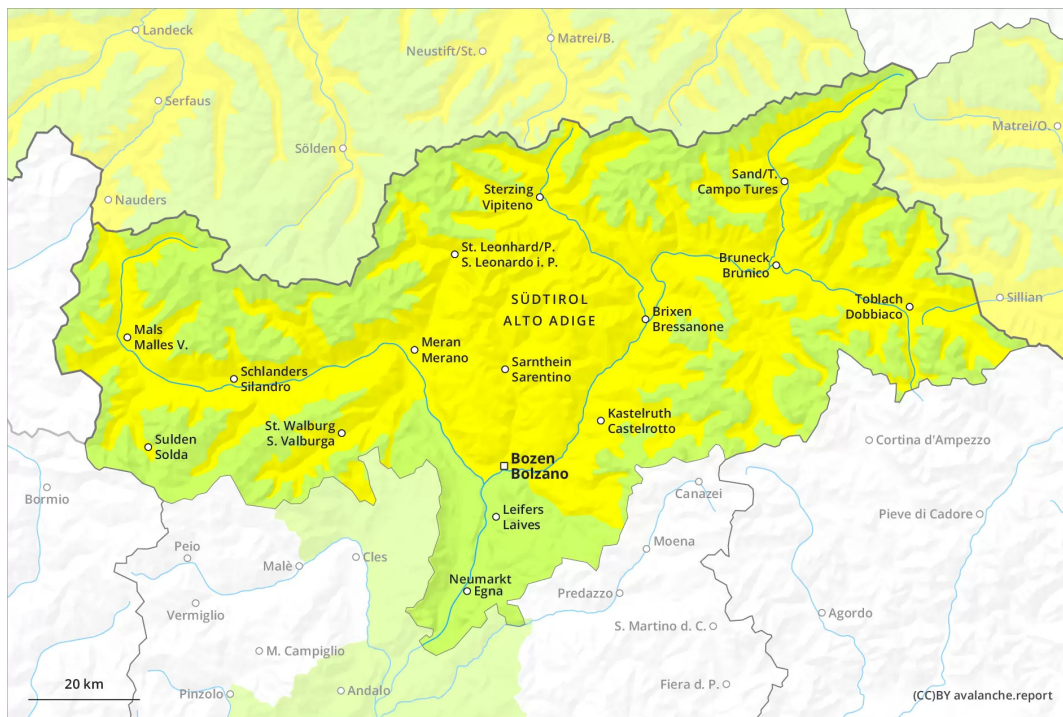 Landeck
Matrei/B.
Neustift/St.
Serfaus
Matrei/O.
Sölden
Sand/T.
Campo Tures
Sterzing
Vipiteno
Nauders
St. Leonhard/P.
S. Leonardo i. P.
Bruneck
Brunico
SÜDTIROL
ALTO ADIGE
Toblach
Dobbiaco
Sillian
Brixen
Bressanone
Mals
Malles V.
Meran
Merano
Sarnthein
Sarentino
Schlanders
Silandro
Kastelruth
Castelrotto
St. Walburg
S. Valburga
Sulden
Solda
Cortina d'Ampezzo
Bozen
Bolzano
Bormio
Canazei
Leifers
Laives
Pieve di Cadore
Moena
Peio
Cles
Malè
Neumarkt
Egna
Predazzo
Vermiglio
Agordo
S. Martino d. C.
M. Campiglio
20 km
Pinzolo
Andalo
Fiera d. P.
(CC)BY avalanche.report